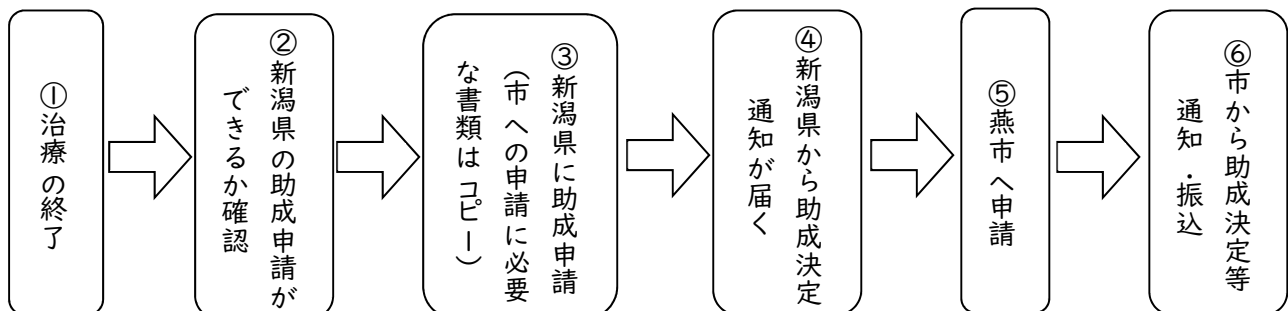 ①治療の終了
②新潟県の助成申請が
できるか確認
③新潟県に助成申請
(市への申請に必要
な書類はコピー)
④新潟県から助成決定
通知が届く
⑤燕市へ申請
⑥市から助成決定等
通知・振込